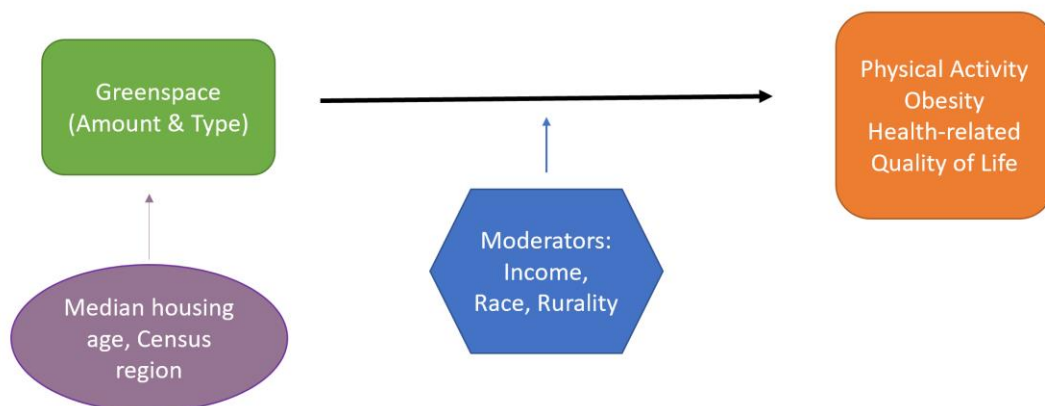 Greenspace
(Amount & Type)
Physical Activity
Obesity
Health-related
Quality of Life
Moderators:
Income,
Race, Rurality
Median housing
age, Census
region